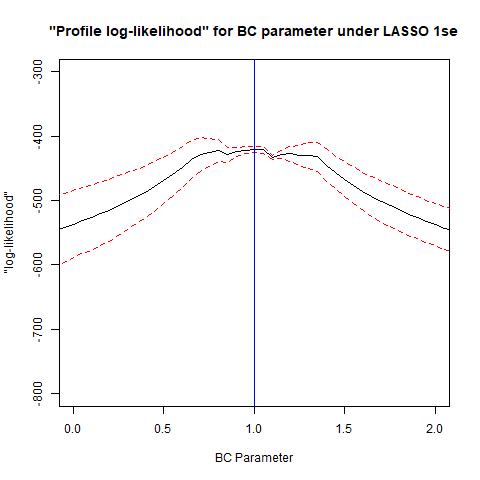 "Profile log-likelihood" for BC parameter under LASSO 1se
"log-likelihood"
-300
-400
-500
-600
-700
-800
0.0 0.5 1.0 1.5 2.0
BC Parameter